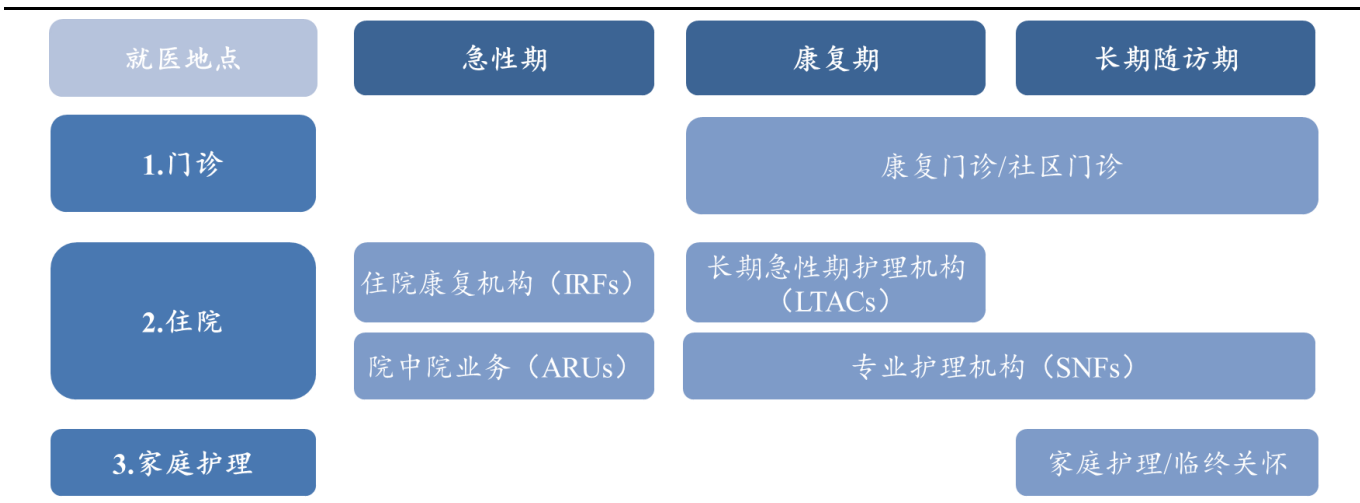 就医地点
急性期
康复期
长期随访期
1.门诊
康复门诊/社区门诊
2.住院
住院康复机构（IRFs）
长期急性期护理机构
（LTACs）
院中院业务（ARUs）
专业护理机构（SNFs）
3.家庭护理
家庭护理/临终关怀